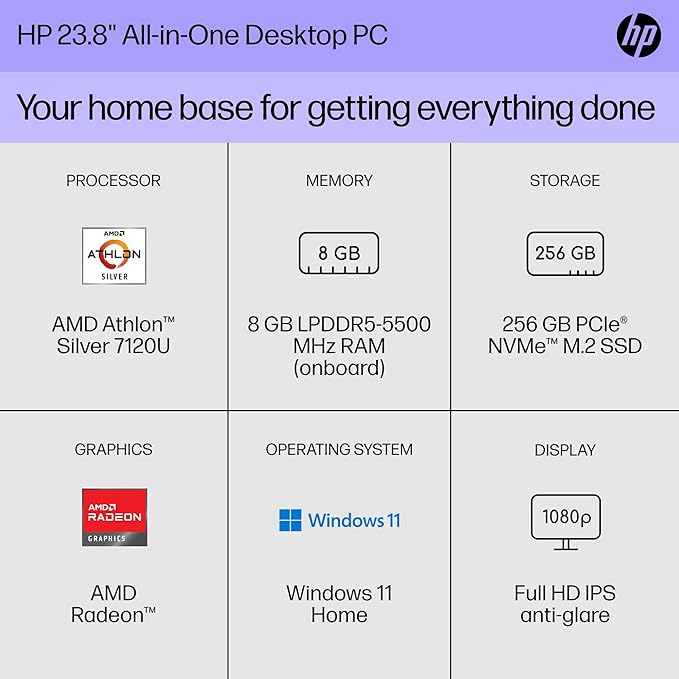 HP 23.8" All-in-One Desktop PC
hp
Your home base for getting everything done
PROCESSOR
AMD
ATHLON
SILVER
AMD Athlon™
Silver 7120U
MEMORY
8 GB
8 GB LPDDR5-5500
MHz RAM
(onboard)
STORAGE
256 GB
256 GB PCIe®
NVMe™ M.2 SSD
GRAPHICS
AMD
RADEON
GRAPHICS
AMD
Radeon™
OPERATING SYSTEM
Windows 11
Windows 11
Home
DISPLAY
1080p
Full HD IPS
anti-glare